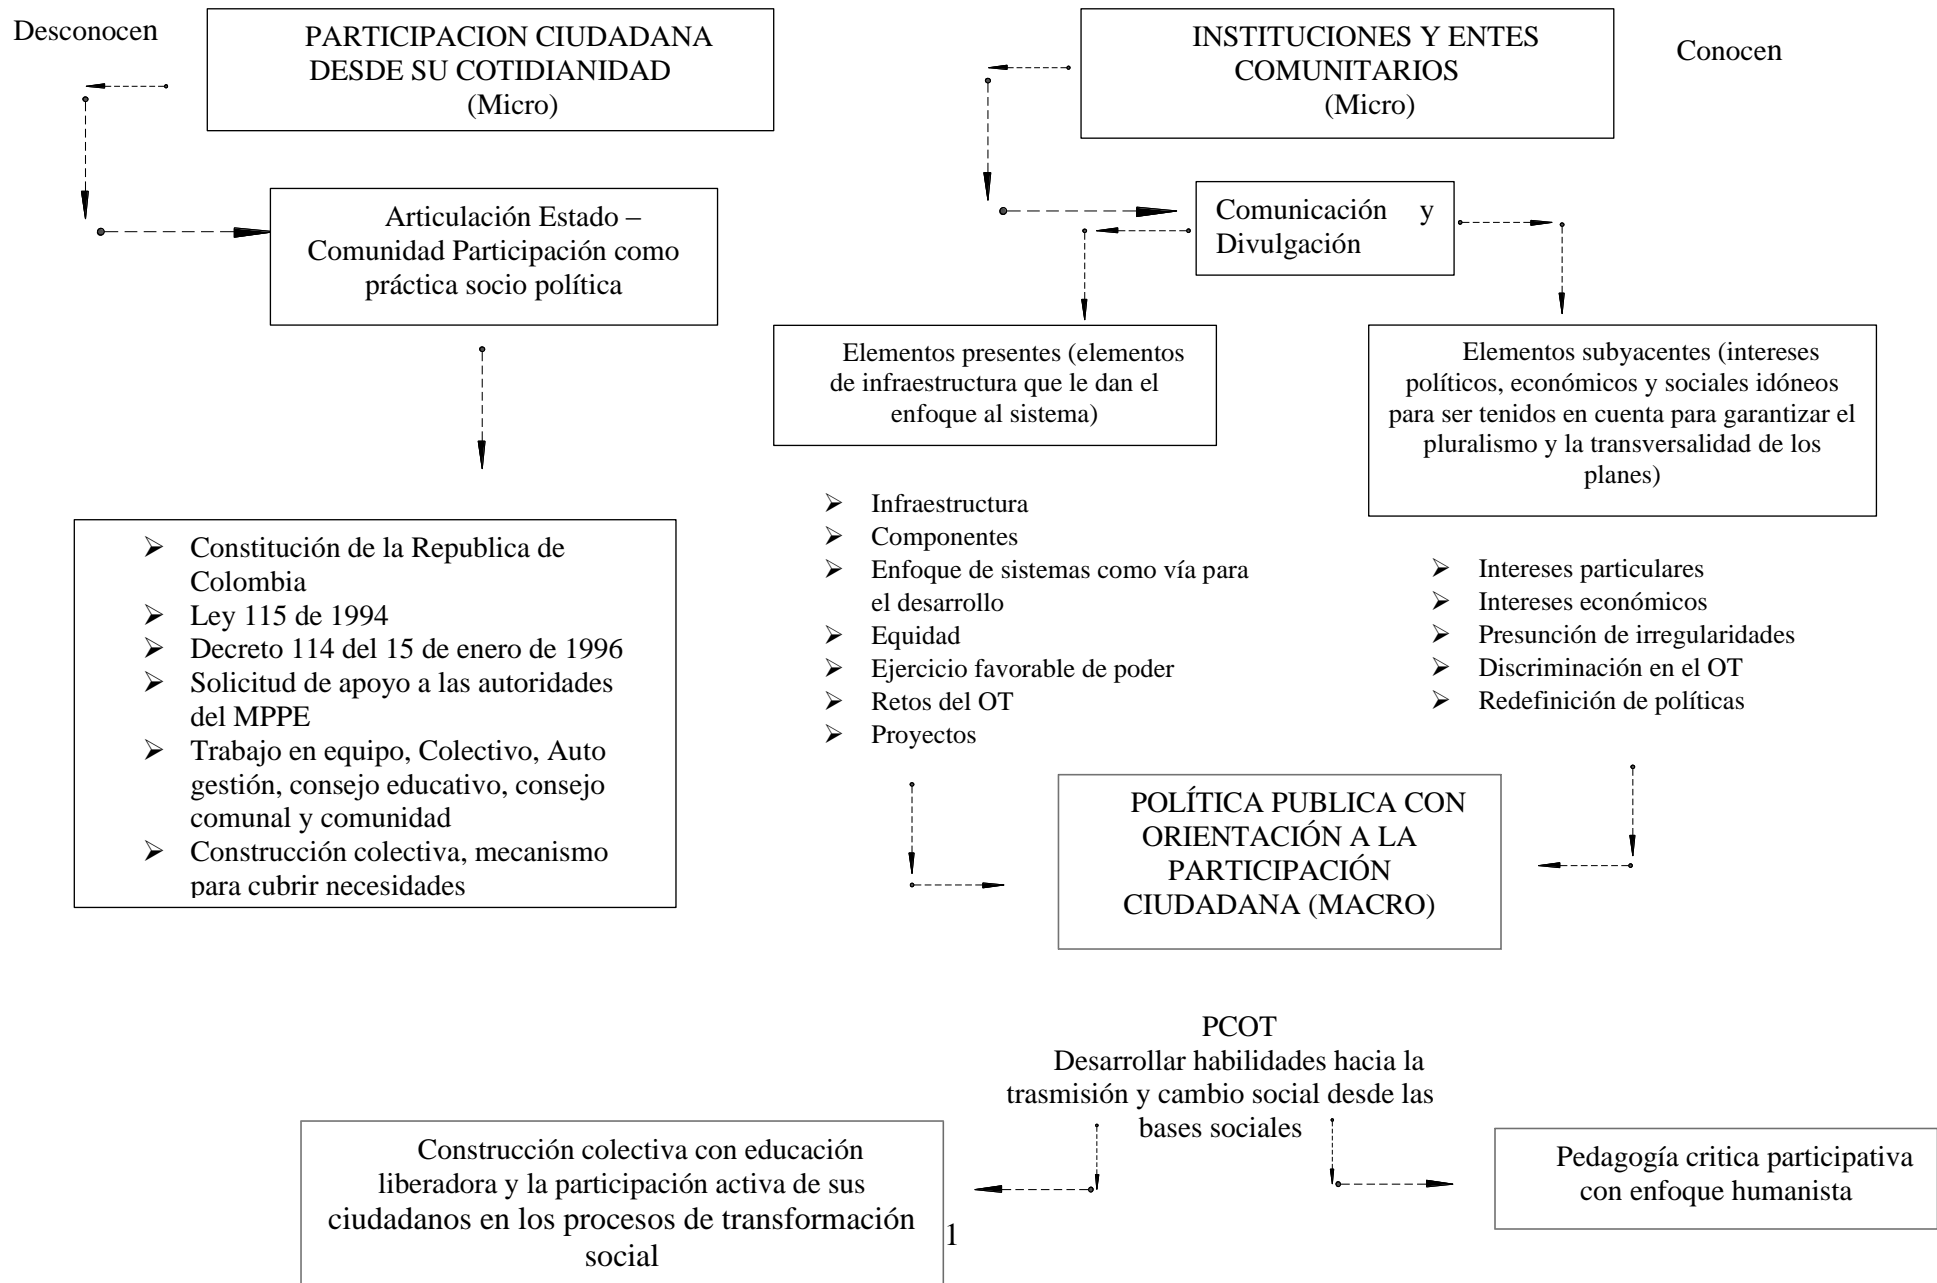 Desconocen
PARTICIPACION CIUDADANA
DESDE SU COTIDIANIDAD
(Micro)
INSTITUCIONES Y ENTES
COMUNITARIOS
(Micro)
Conocen
Articulación Estado –
Comunidad Participación como
práctica socio política
Comunicación y
Divulgación
Elementos presentes (elementos
de infraestructura que le dan el
enfoque al sistema)
Elementos subyacentes (intereses
políticos, económicos y sociales idóneos
para ser tenidos en cuenta para garantizar el
pluralismo y la transversalidad de los
planes)
➢ Constitución de la Republica de
Colombia
➢ Ley 115 de 1994
➢ Decreto 114 del 15 de enero de 1996
➢ Solicitud de apoyo a las autoridades
del MPPE
➢ Trabajo en equipo, Colectivo, Auto
gestión, consejo educativo, consejo
comunal y comunidad
➢ Construcción colectiva, mecanismo
para cubrir necesidades
➢ Infraestructura
➢ Componentes
➢ Enfoque de sistemas como vía para
el desarrollo
➢ Equidad
➢ Ejercicio favorable de poder
➢ Retos del OT
➢ Proyectos
➢ Intereses particulares
➢ Intereses económicos
➢ Presunción de irregularidades
➢ Discriminación en el OT
➢ Redefinición de políticas
POLÍTICA PUBLICA CON
ORIENTACIÓN A LA
PARTICIPACIÓN
CIUDADANA (MACRO)
PCOT
Desarrollar habilidades hacia la
trasmisión y cambio social desde las
bases sociales
Construcción colectiva con educación
liberadora y la participación activa de sus
ciudadanos en los procesos de transformación
social
1
Pedagogía critica participativa
con enfoque humanista